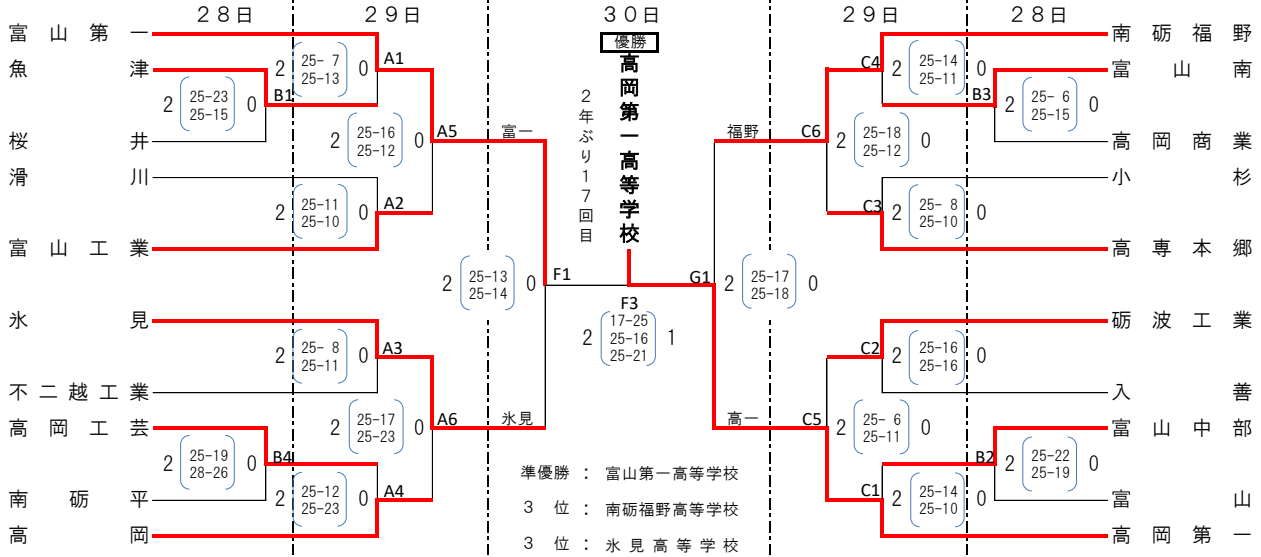 28日 29日 30日 29日 28日
優勝
高岡第一高等学校
2年ぶり17回目
富山第一
魚津
桜井
滑川
富山工業
氷見
不二越工業
高岡工芸
南砺平
高岡
B1 2 25-23 25-15 0
A1 2 25- 7 25-13 0
A5 2 25-16 25-12 0
A2 2 25-11 25-10 0
A3 2 25- 8 25-11 0
A6 2 25-17 25-23 0
B4 2 25-19 28-26 0
A4 2 25-12 25-23 0
富一
F1 2 25-13 25-14 0
氷見
F3
2 17-25 25-16 25-21 1
福野
G1 2 25-17 25-18 0
高一
C4 2 25-14 25-11 0
B3 2 25- 6 25-15 0
C6 2 25-18 25-12 0
C3 2 25- 8 25-10 0
C2 2 25-16 25-16 0
C5 2 25- 6 25-11 0
B2 2 25-22 25-19 0
C1 2 25-14 25-10 0
南砺福野
富山南
高岡商業
小杉
高専本郷
砺波工業
入善
富山中部
富山
高岡第一
準優勝 : 富山第一高等学校
3 位 : 南砺福野高等学校
3 位 : 氷見高等学校